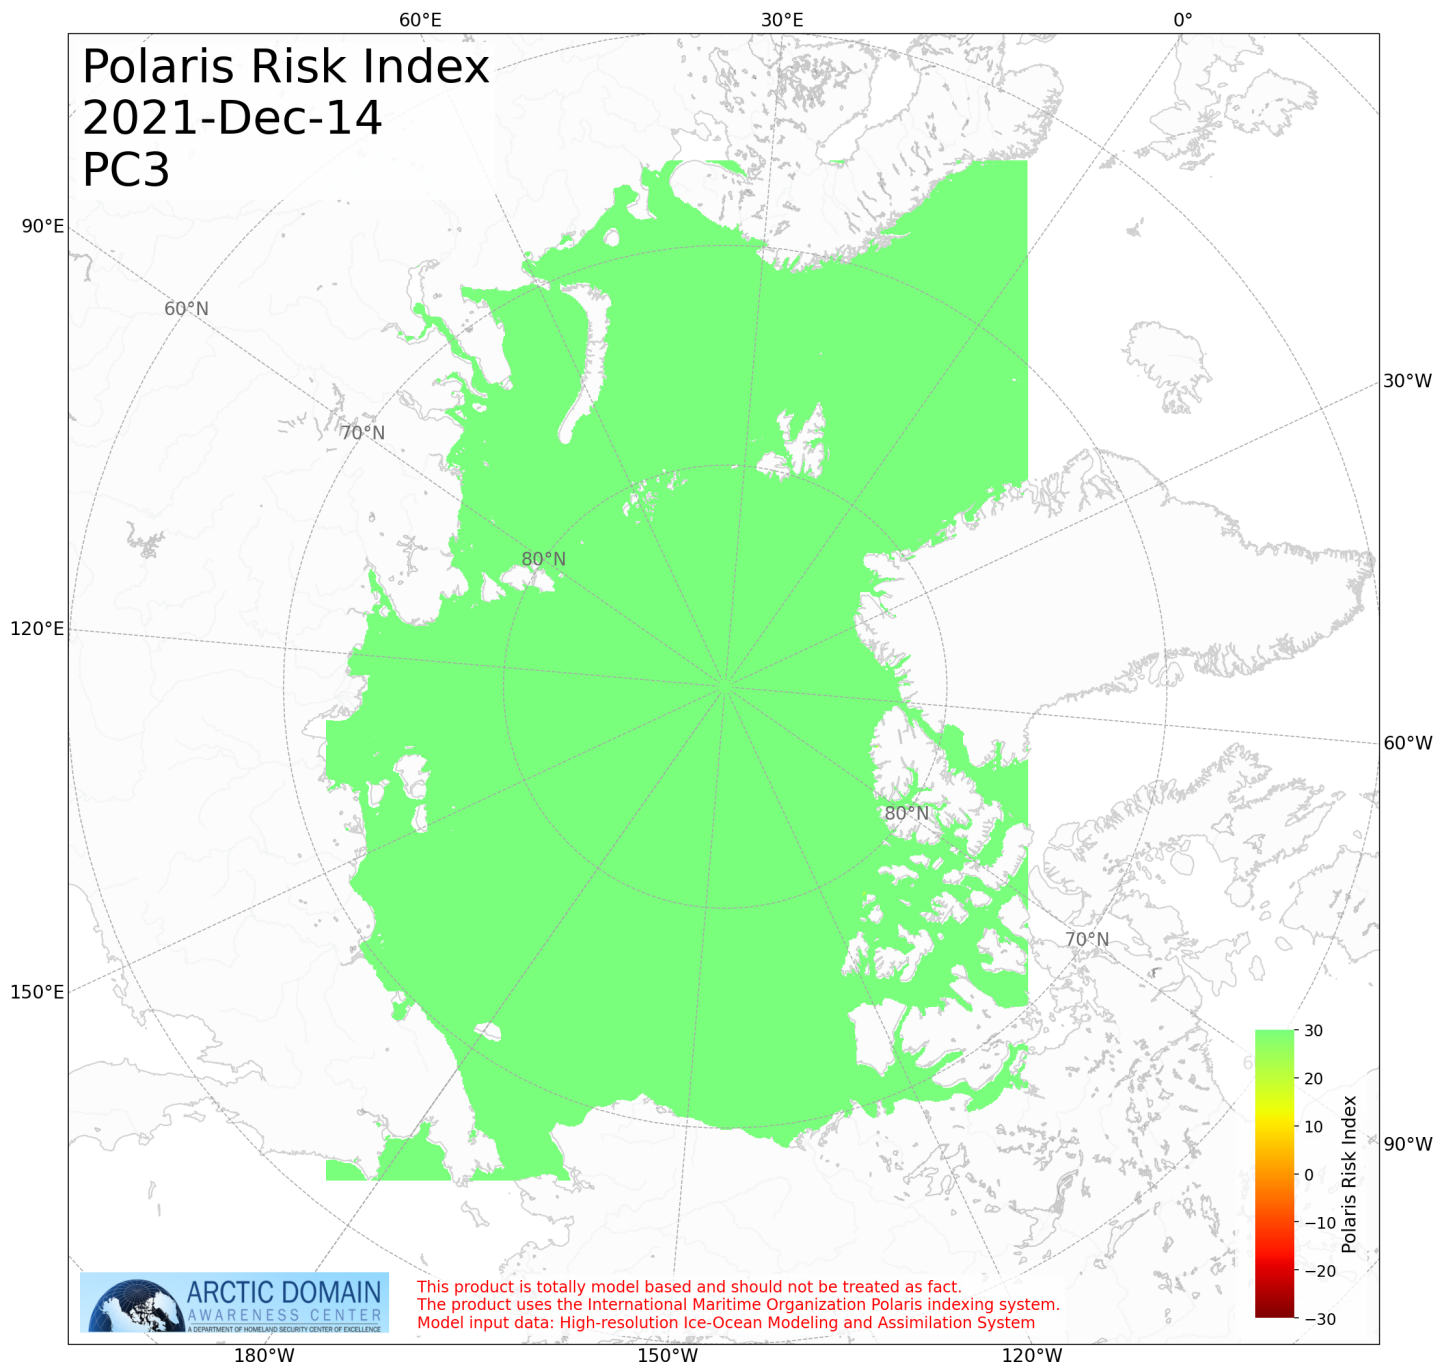 60°E
30°E
0°
Polaris Risk Index
2021-Dec-14
PC3
90°E
60°N
30°W
70°N
80°N
120°E
60°W
80°N
70°N
150°E
30
20
10
0
−10
−20
−30
Polaris Risk Index
90°W
ARCTIC DOMAIN
AWARENESS CENTER
A DEPARTMENT OF HOMELAND SECURITY CENTER OF EXCELLENCE
This product is totally model based and should not be treated as fact.
The product uses the International Maritime Organization Polaris indexing system.
Model input data: High-resolution Ice-Ocean Modeling and Assimilation System
180°W
150°W
120°W